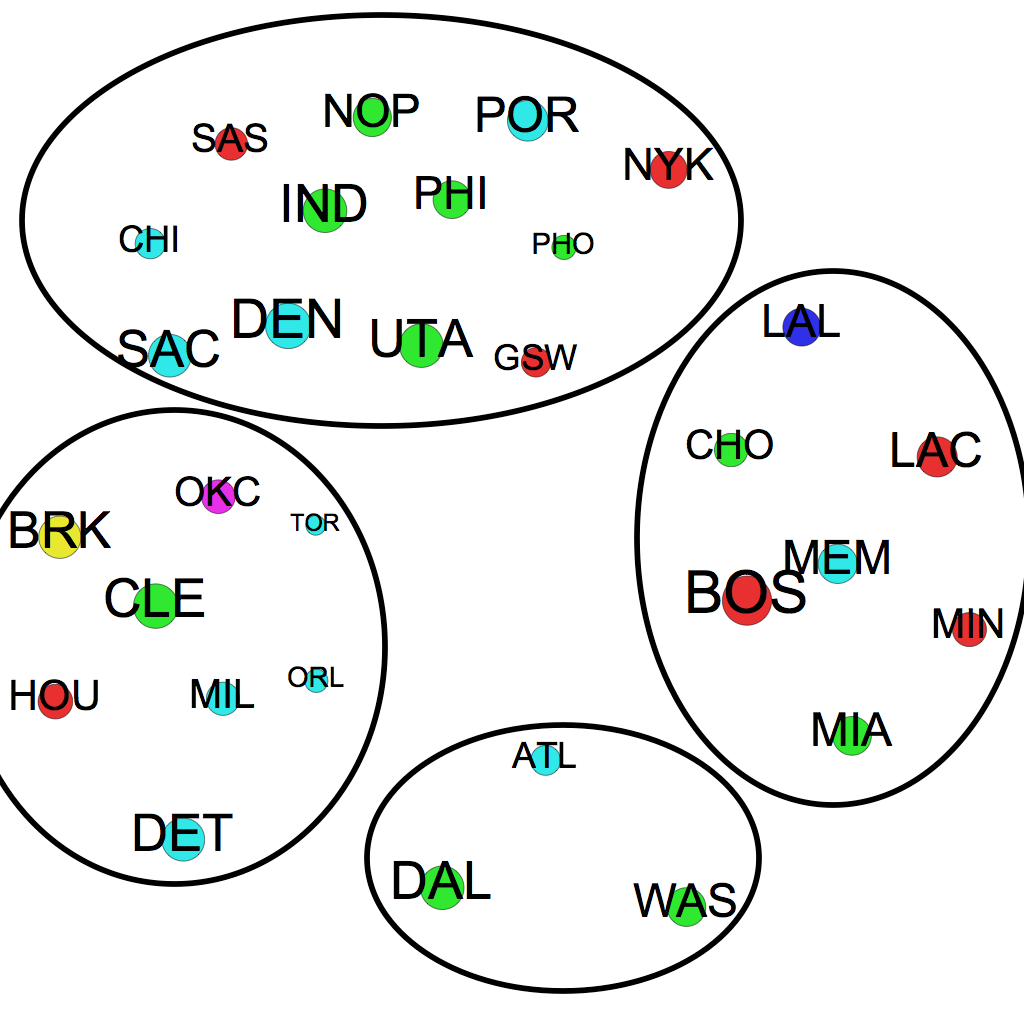 NOP
POR
SAS
NYK
IND
PHI
CHI
PHO
DEN
UTA
SAC
GSW
LAL
CHO
LAC
MEM
BOS
MIN
MIA
OKC
TOR
BRK
CLE
ORL
HOU
MIL
DET
ATL
DAL
WAS